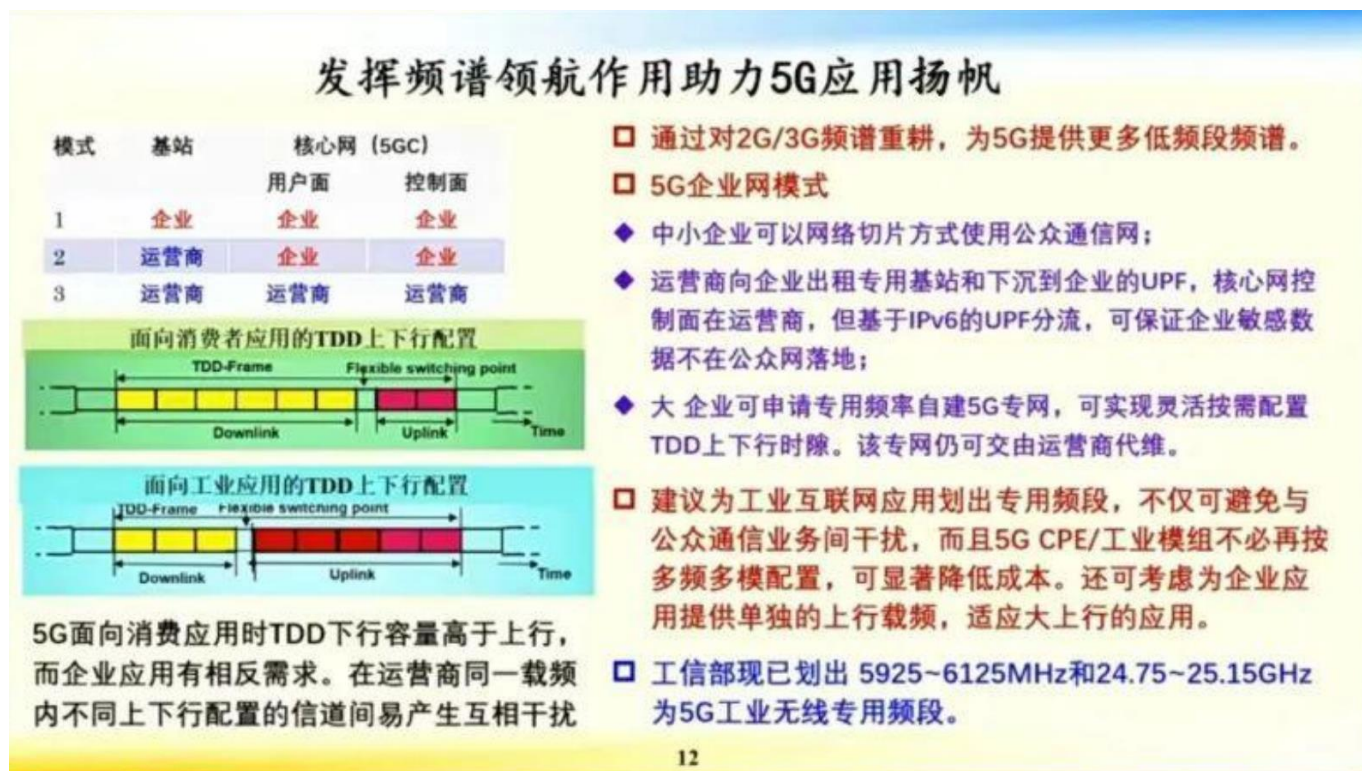 发挥频谱领航作用助力5G应用扬帆
模式 基站 核心网（5GC）
用户面 控制面
1 企业 企业 企业
2 运营商 企业 企业
3 运营商 运营商 运营商
面向消费者应用的TDD上下行配置
TDD-Frame Flexible switching point
Downlink Uplink Time
面向工业应用的TDD上下行配置
TDD-Frame Flexible switching point
Downlink Uplink Time
5G面向消费应用时TDD下行容量高于上行，
而企业应用有相反需求。在运营商同一载频
内不同上下行配置的信道间易产生互相干扰
通过对2G/3G频谱重耕，为5G提供更多低频段频谱。
5G企业网模式
中小企业可以网络切片方式使用公众通信网；
运营商向企业出租专用基站和下沉到企业的UPF，核心网控
制面在运营商，但基于IPv6的UPF分流，可保证企业敏感数
据不在公众网落地；
大 企业可申请专用频率自建5G专网，可实现灵活按需配置
TDD上下行时隙。该专网仍可交由运营商代维。
建议为工业互联网应用划出专用频段，不仅可避免与
公众通信业务间干扰，而且5G CPE/工业模组不必再按
多频多模配置，可显著降低成本。还可考虑为企业应
用提供单独的上行载频，适应大上行的应用。
工信部现已划出 5925~6125MHz和24.75~25.15GHz
为5G工业无线专用频段。
12